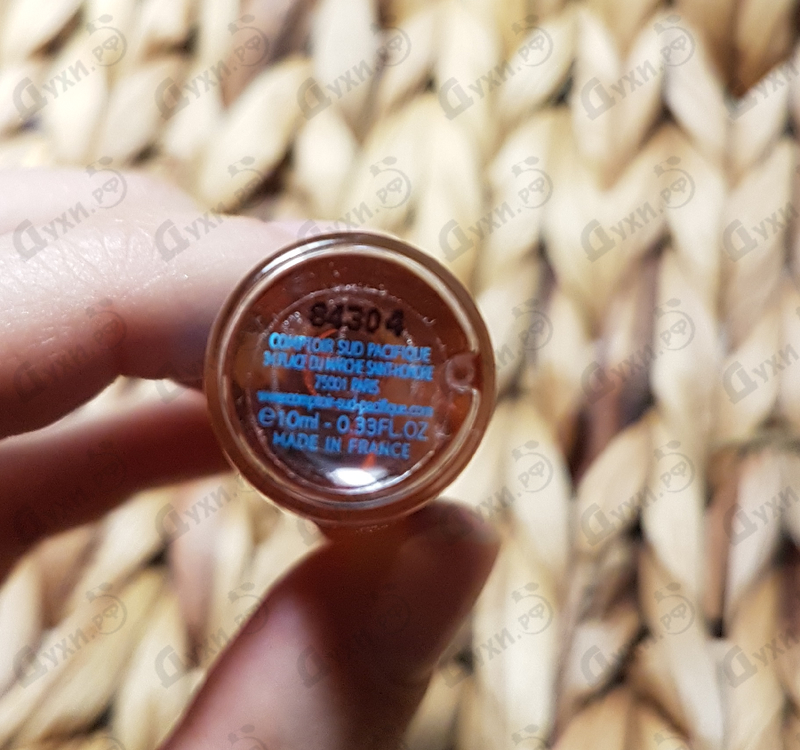 84304
COMPTOIR SUD PACIFIQUE
34 PLACE DU MARCHE SAINT-HONORE
75001 PARIS
www.comptoir-sud-pacifique.com
℮10ml - 0.33FL.OZ
MADE IN FRANCE
Духи.рф